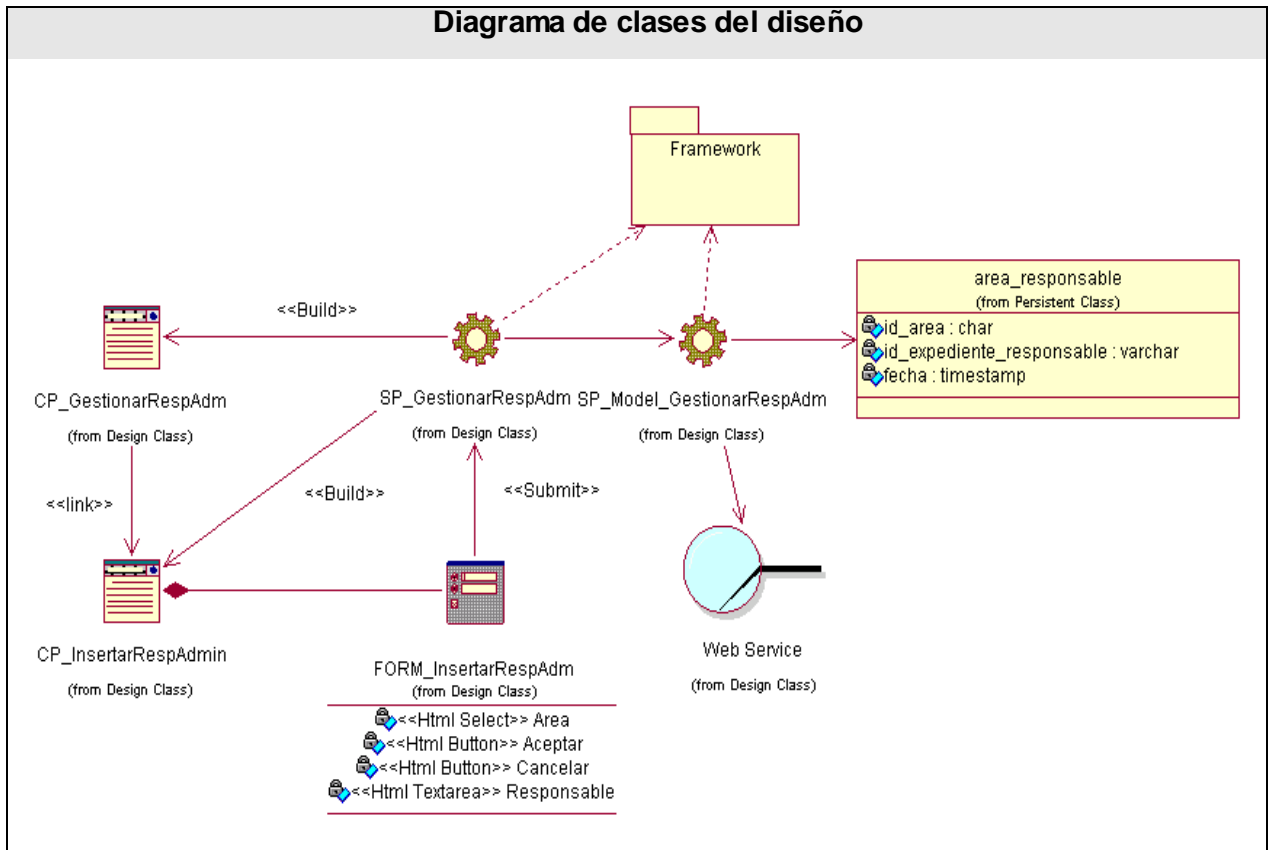 Diagrama de clases del diseño
Framework
area_responsable
(from Persistent Class)
id_area : char
id_expediente_responsable : varchar
fecha : timestamp
<<Build>>
CP_GestionarRespAdm
(from Design Class)
SP_GestionarRespAdm
(from Design Class)
SP_Model_GestionarRespAdm
(from Design Class)
<<link>>
<<Build>>
<<Submit>>
CP_InsertarRespAdmin
(from Design Class)
FORM_InsertarRespAdm
(from Design Class)
<<Html Select>> Area
<<Html Button>> Aceptar
<<Html Button>> Cancelar
<<Html Textarea>> Responsable
Web Service
(from Design Class)